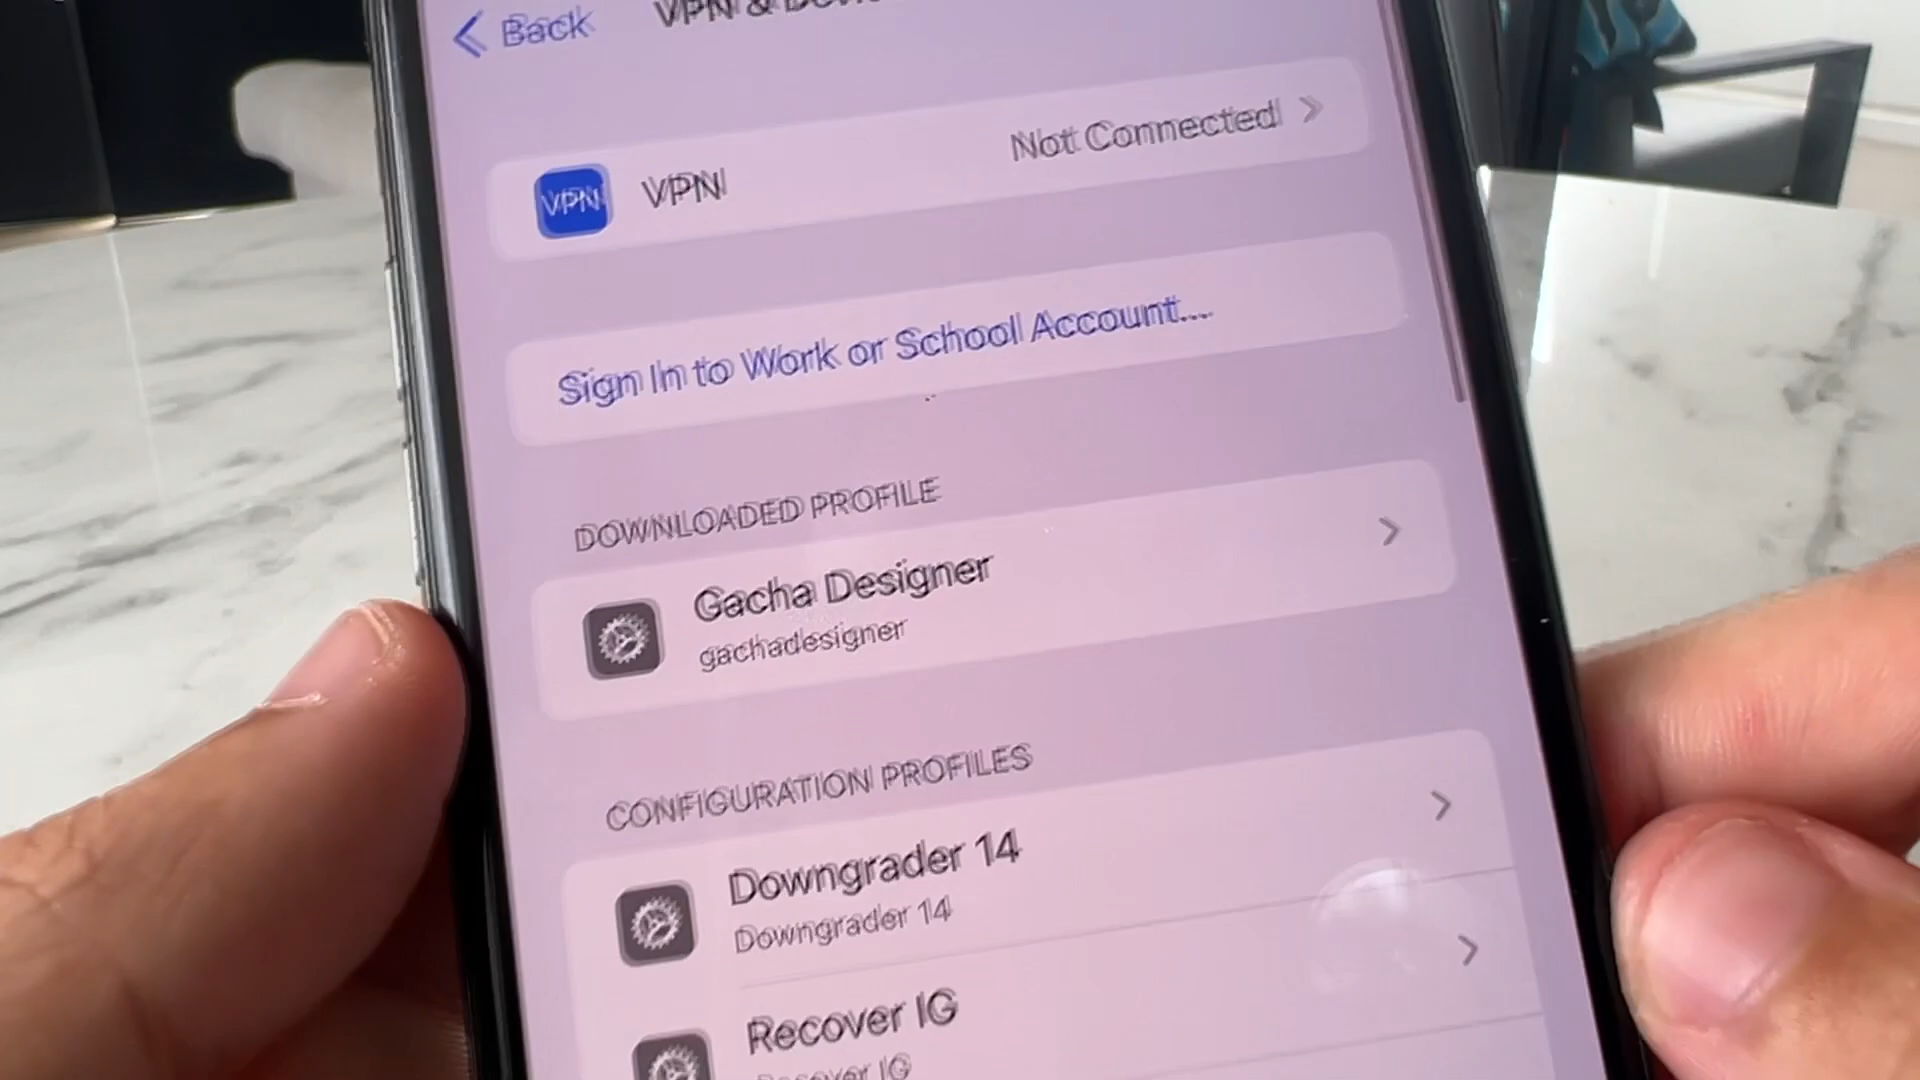 Back
VPN &
VPN VPN Not Connected
Sign In to Work or School Account...
DOWNLOADED PROFILE
Gacha Designer
gachadesigner
CONFIGURATION PROFILES
Downgrader 14
Downgrader 14
Recover IG
Recover IG